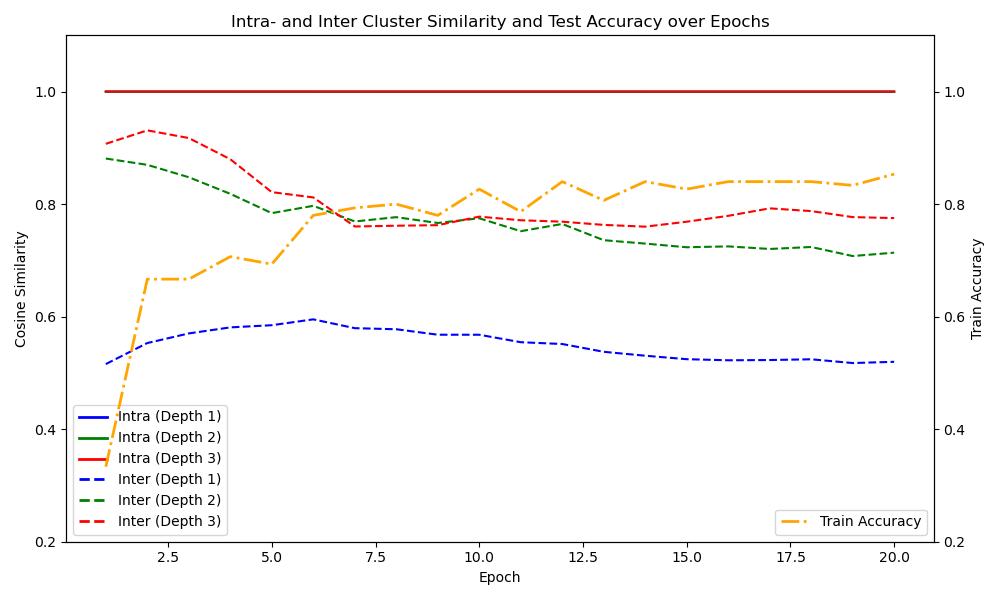 Intra- and Inter Cluster Similarity and Test Accuracy over Epochs
Cosine Similarity
1.0
0.8
0.6
0.4
0.2
1.0
0.8
0.6
0.4
0.2
Train Accuracy
Intra (Depth 1)
Intra (Depth 2)
Intra (Depth 3)
Inter (Depth 1)
Inter (Depth 2)
Inter (Depth 3)
Train Accuracy
2.5 5.0 7.5 10.0 12.5 15.0 17.5 20.0
Epoch